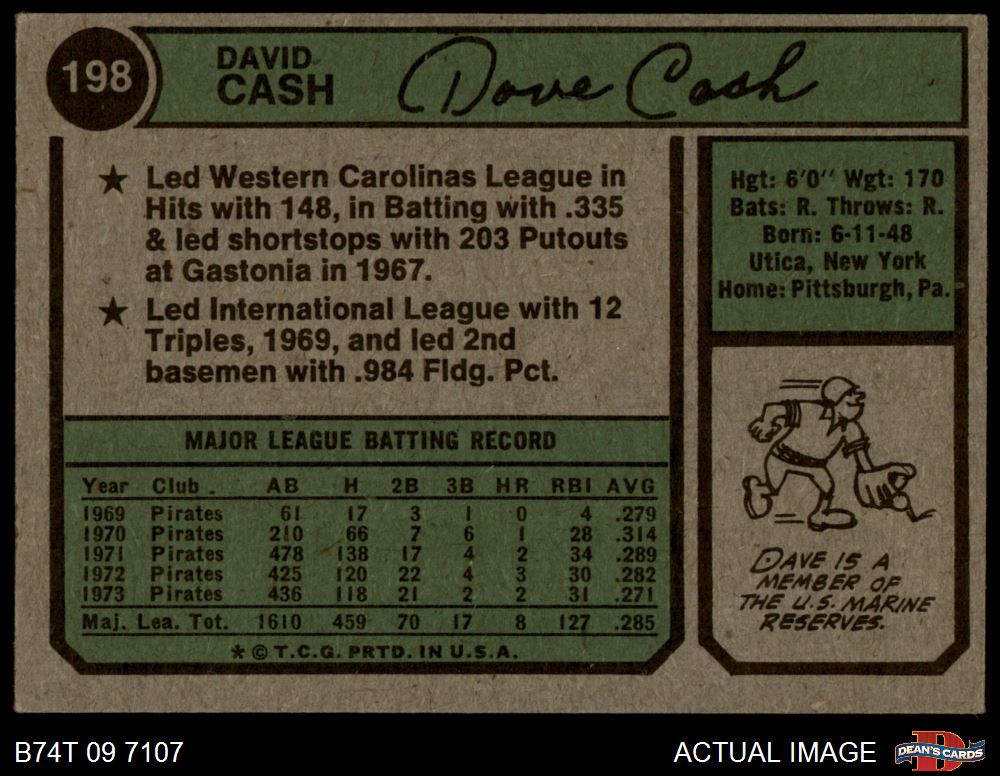 198
DAVID
CASH
Dave Cash
★ Led Western Carolinas League in
Hits with 148, in Batting with .335
& led shortstops with 203 Putouts
at Gastonia in 1967.
★ Led International League with 12
Triples, 1969, and led 2nd
basemen with .984 Fldg. Pct.
Hgt: 6'0" Wgt: 170
Bats: R. Throws: R.
Born: 6-11-48
Utica, New York
Home: Pittsburgh, Pa.
MAJOR LEAGUE BATTING RECORD
Year Club. AB H 2B 3B HR RBI AVG
1969 Pirates 61 17 3 1 0 4 .279
1970 Pirates 210 66 7 6 1 28 .314
1971 Pirates 478 138 17 4 2 34 .289
1972 Pirates 425 120 22 4 3 30 .282
1973 Pirates 436 118 21 2 2 31 .271
Maj. Lea. Tot. 1610 459 70 17 8 127 .285
* © T.C.G. PRTD. IN U.S.A.
DAVE IS A
MEMBER OF
THE U.S. MARINE
RESERVES.
B74T 09 7107
ACTUAL IMAGE
D
DEAN'S CARDS